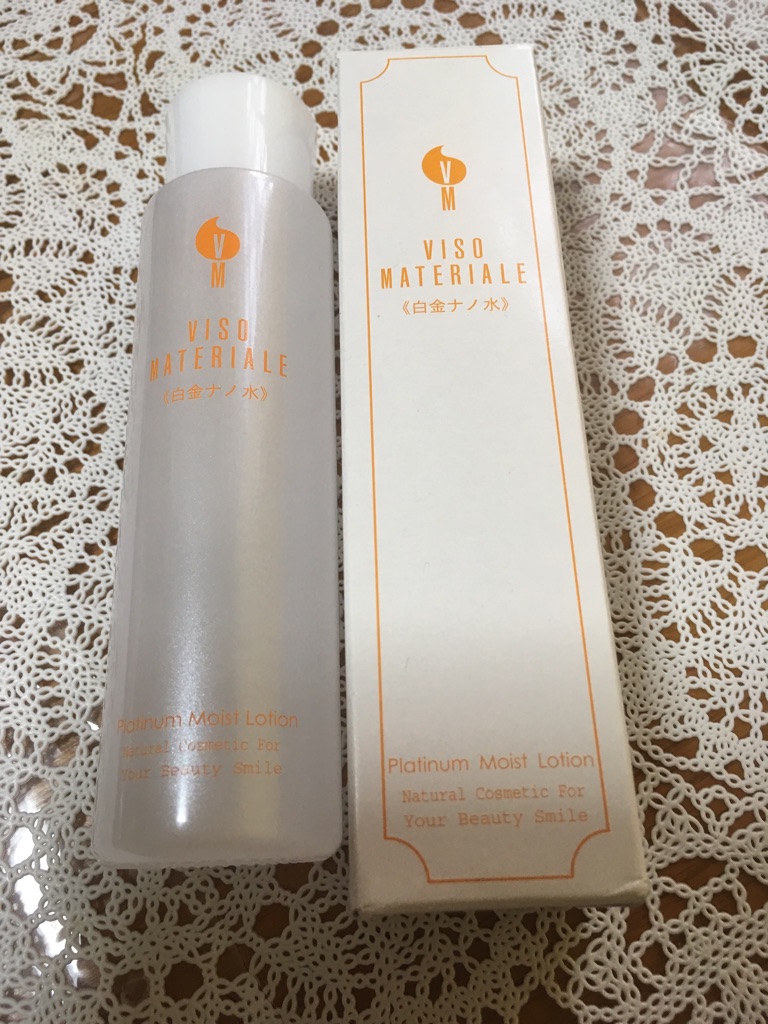 VM
VISO
MATERIALE
《白金ナノ水》
Platinum Moist Lotion
Natural Cosmetic For
Your Beauty Smile
VM
VISO
MATERIALE
《白金ナノ水》
Platinum Moist Lotion
Natural Cosmetic For
Your Beauty Smile